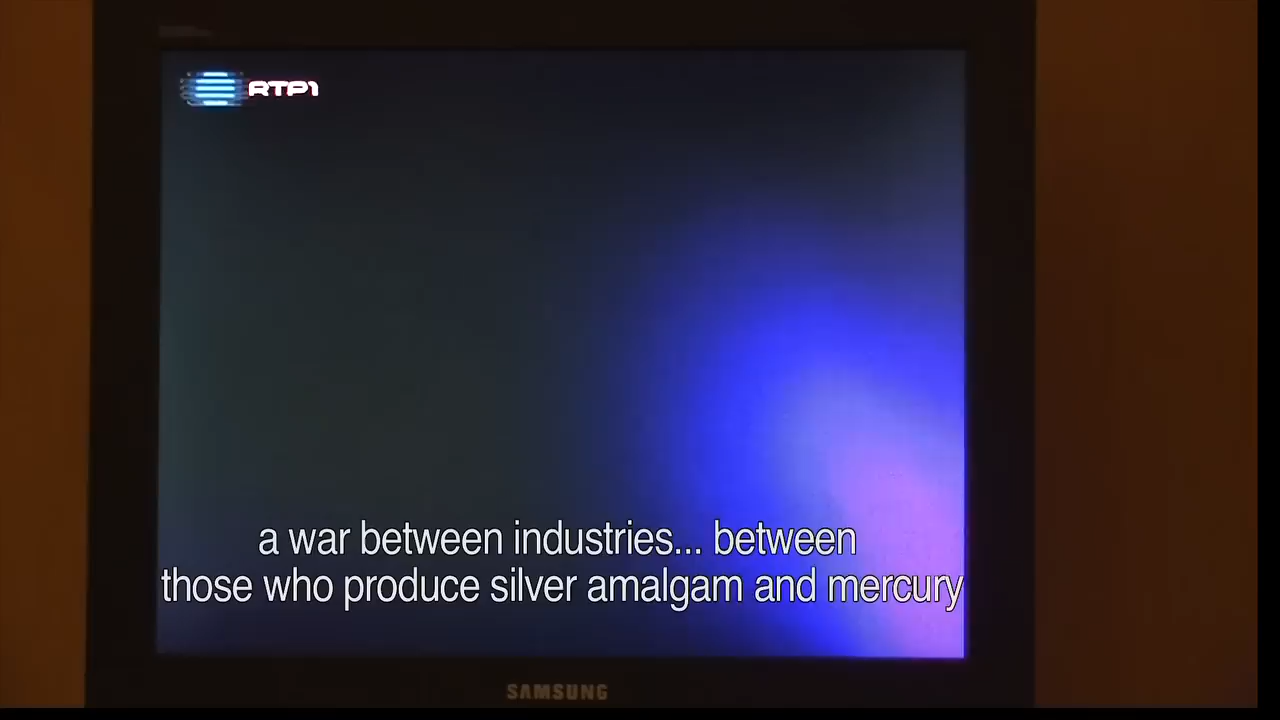 RTP1
a war between industries... between
those who produce silver amalgam and mercury
SAMSUNG